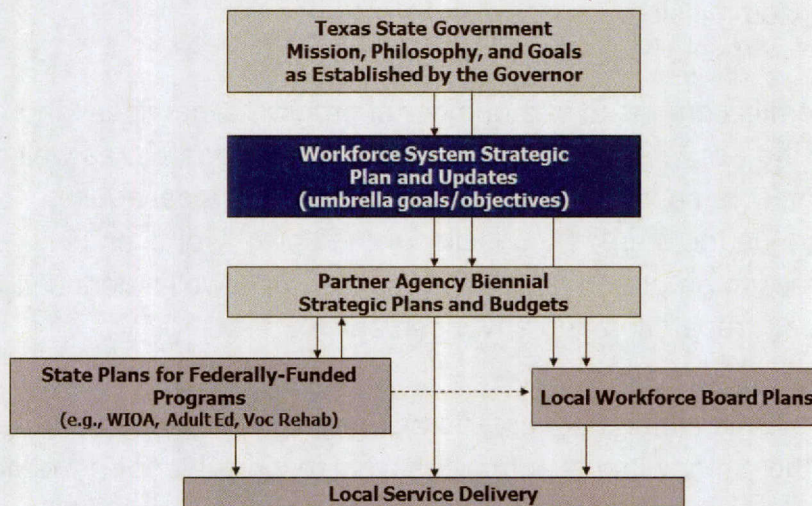 Texas State Government
Mission, Philosophy, and Goals
as Established by the Governor
Workforce System Strategic
Plan and Updates
(umbrella goals/objectives)
Partner Agency Biennial
Strategic Plans and Budgets
State Plans for Federally-Funded
Programs
(e.g., WIOA, Adult Ed, Voc Rehab)
Local Workforce Board Plans
Local Service Delivery